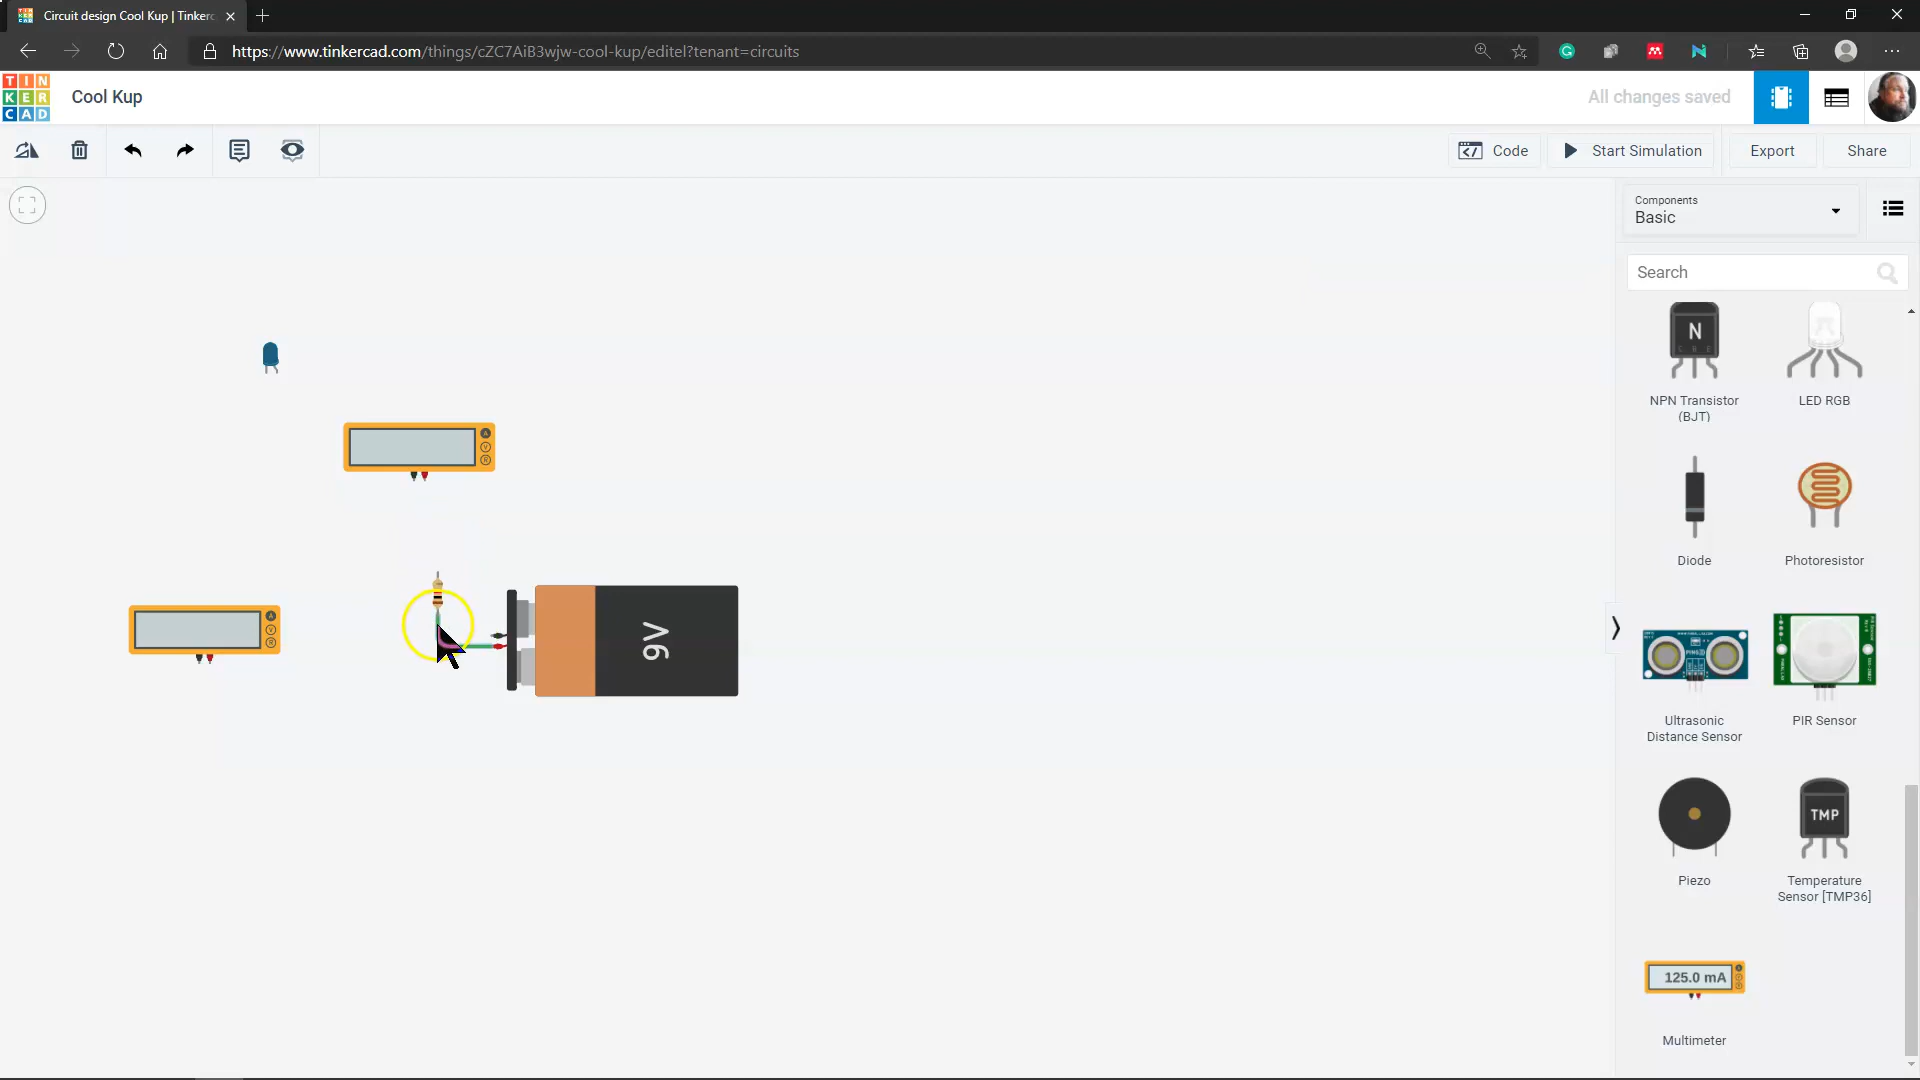 Circuit design Cool Kup | Tinkerc
https://www.tinkercad.com/things/cZC7AiB3wjw-cool-kup/editel?tenant=circuits
TIN
KER
CAD
Cool Kup
All changes saved
Code
Start Simulation
Export
Share
Components
Basic
Search
N
NPN Transistor
(BJT)
LED RGB
A
V
R
Diode
Photoresistor
A
V
R
9V
Ultrasonic
Distance Sensor
PIR Sensor
TMP
Piezo
Temperature
Sensor [TMP36]
125.0 mA
Multimeter